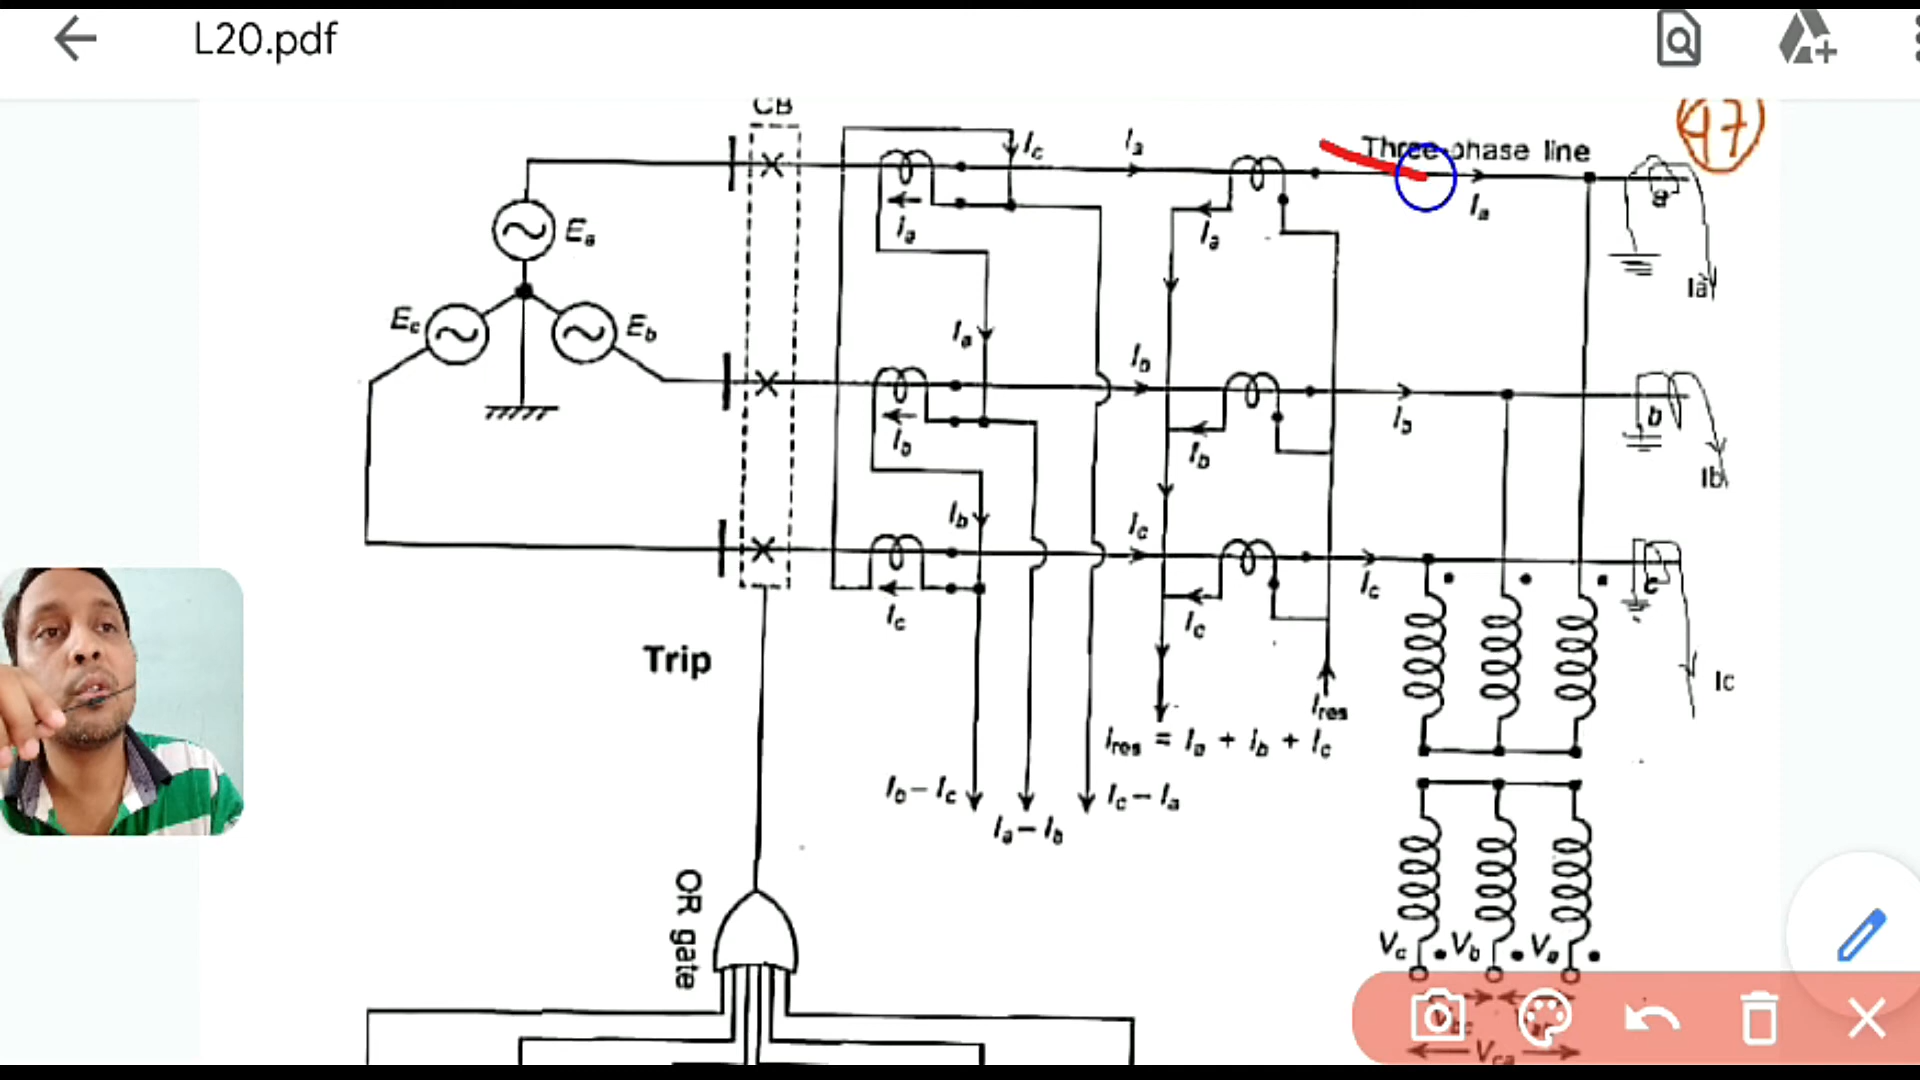 L20.pdf
CB
47
Three-phase line
Ic
Ia
Ia
a
Ea
Ia
Ia
Ia
Ec
Eb
Ia
Ib
b
Ib
Ib
Ib
Ib
Ib
Ic
Ic
c
Ic
Ic
Trip
Ic
Ires
Ires = Ia + Ib + Ic
Ib – Ic
Ic – Ia
Ia – Ib
OR gate
Vc
Vb
Va
Vca